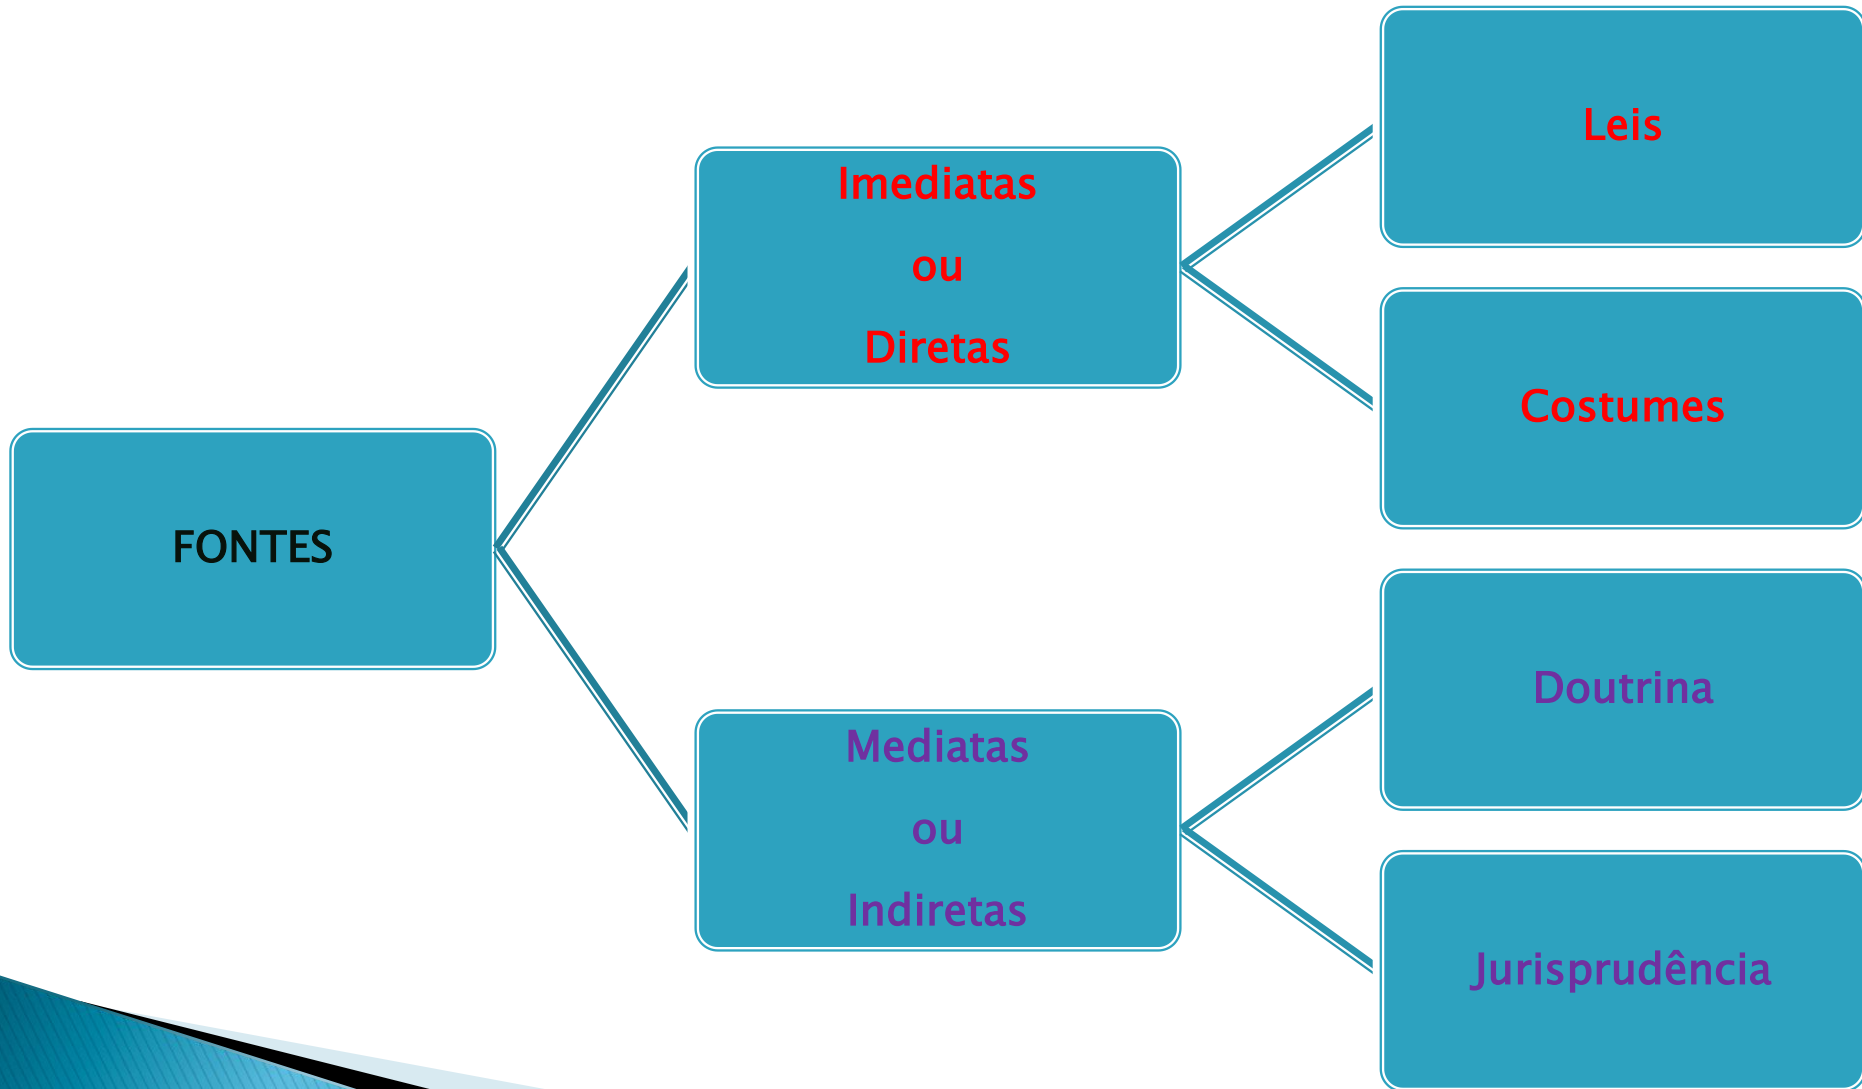 FONTES
Imediatas
ou
Diretas
Leis
Costumes
Mediatas
ou
Indiretas
Doutrina
Jurisprudência